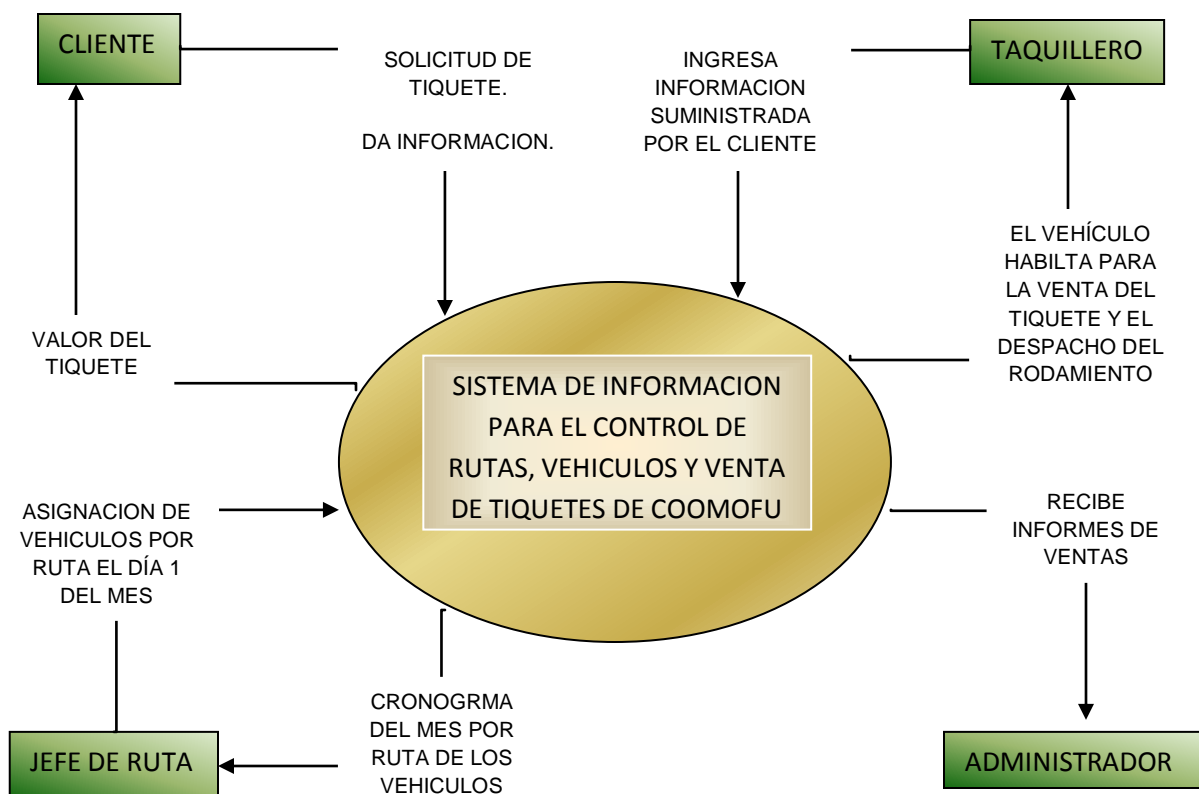 CLIENTE
SOLICITUD DE
TIQUETE.
DA INFORMACION.
INGRESA
INFORMACION
SUMINISTRADA
POR EL CLIENTE
TAQUILLERO
EL VEHÍCULO
HABILTA PARA
LA VENTA DEL
TIQUETE Y EL
DESPACHO DEL
RODAMIENTO
VALOR DEL
TIQUETE
SISTEMA DE INFORMACION
PARA EL CONTROL DE
RUTAS, VEHICULOS Y VENTA
DE TIQUETES DE COOMOFU
ASIGNACION DE
VEHICULOS POR
RUTA EL DÍA 1
DEL MES
RECIBE
INFORMES DE
VENTAS
CRONOGRMA
DEL MES POR
RUTA DE LOS
VEHICULOS
JEFE DE RUTA
ADMINISTRADOR